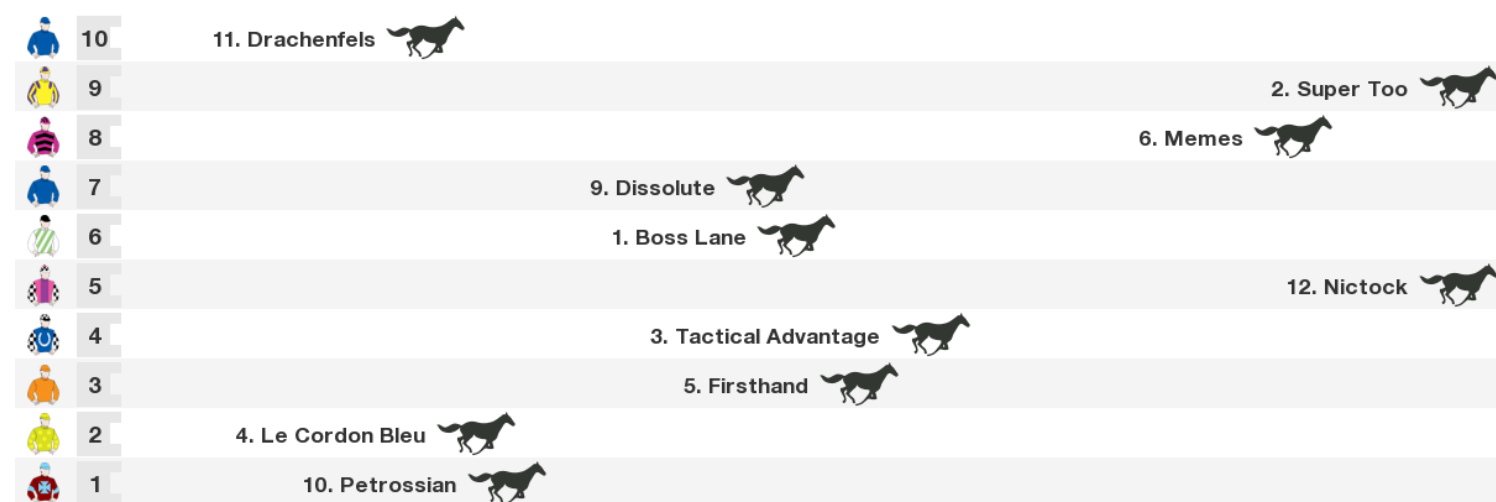 10 11. Drachenfels
9 2. Super Too
8 6. Memes
7 9. Dissolute
6 1. Boss Lane
5 12. Nictock
4 3. Tactical Advantage
3 5. Firsthand
2 4. Le Cordon Bleu
1 10. Petrossian